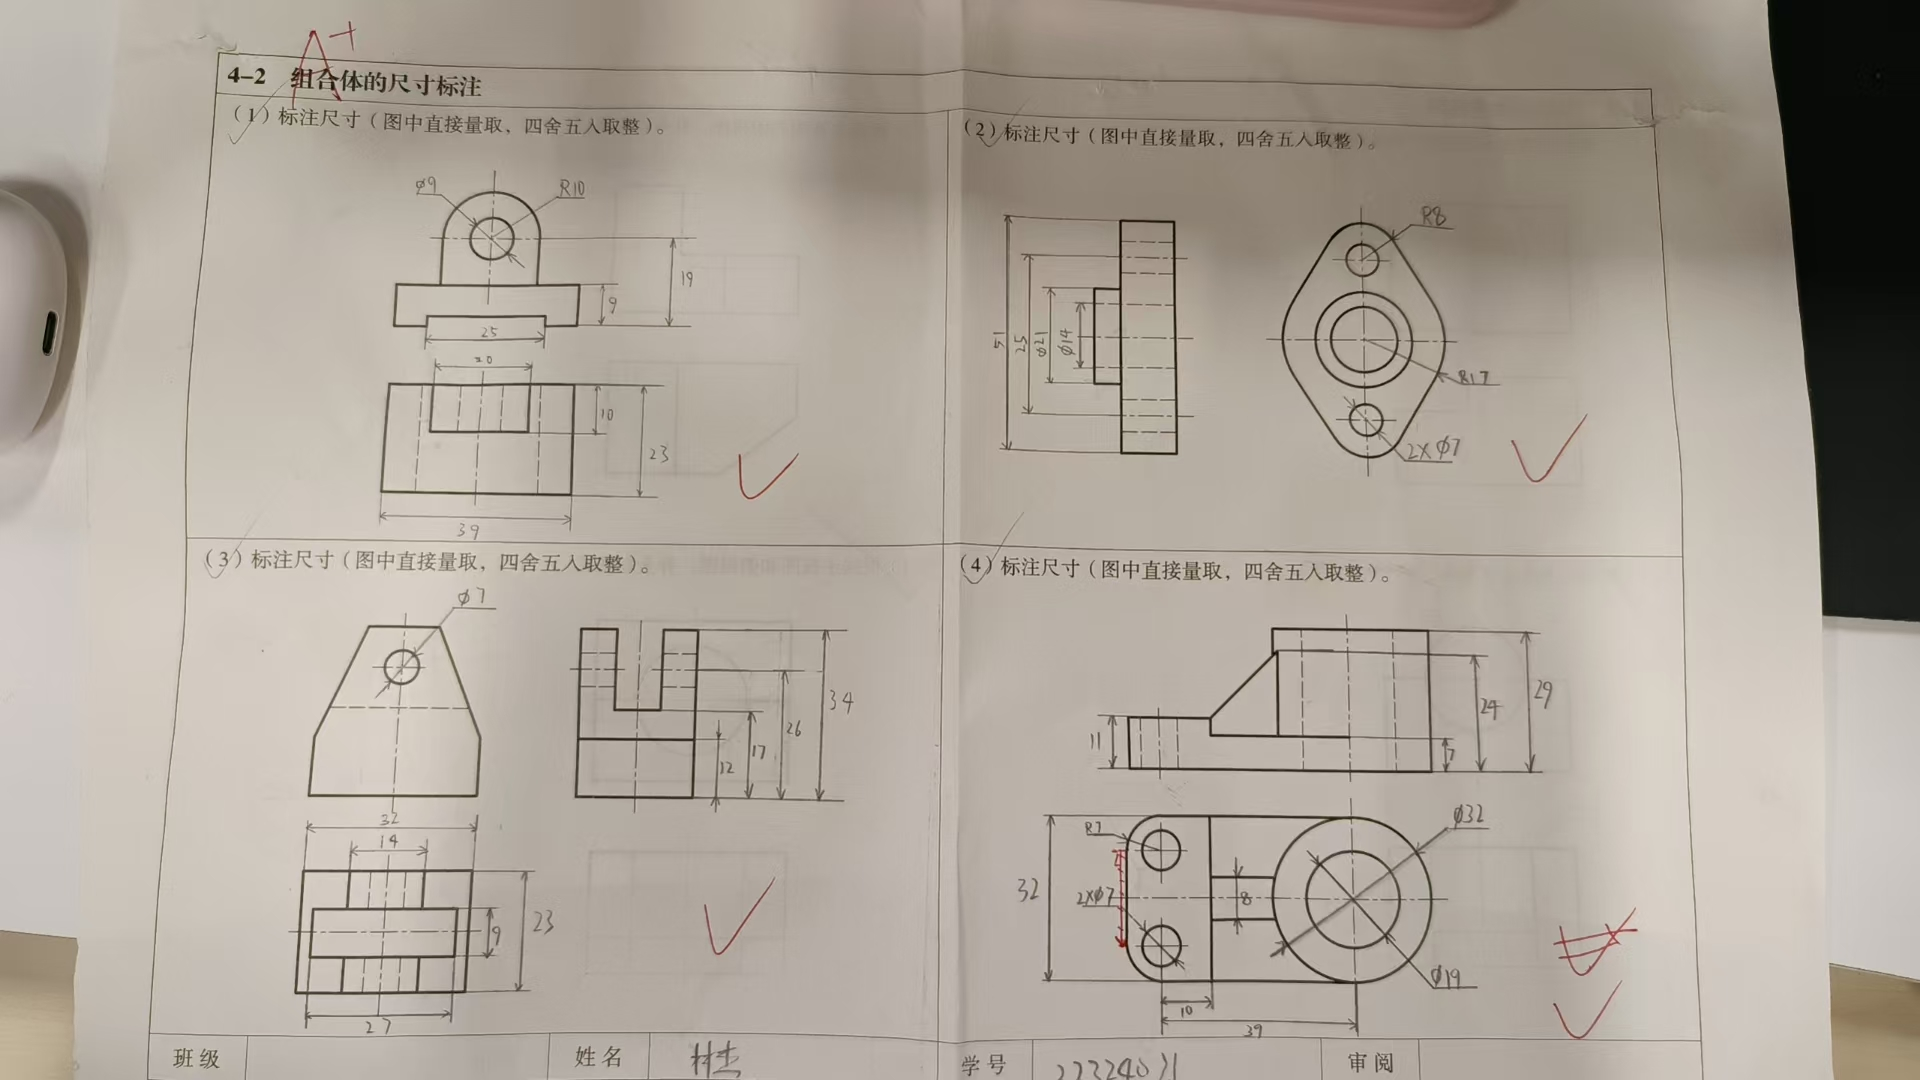 A+
4-2 组合体的尺寸标注
(1)标注尺寸(图中直接量取，四舍五入取整)。
φ9
R10
19
9
25
20
10
23
39
(2)标注尺寸(图中直接量取，四舍五入取整)。
R8
51
25
φ21
φ14
R17
2Xφ7
(3)标注尺寸(图中直接量取，四舍五入取整)。
φ7
34
26
17
12
32
14
9
23
27
(4)标注尺寸(图中直接量取，四舍五入取整)。
29
24
11
7
R7
φ32
32
2Xφ7
8
φ19
10
39
班级
姓名
学号
审阅